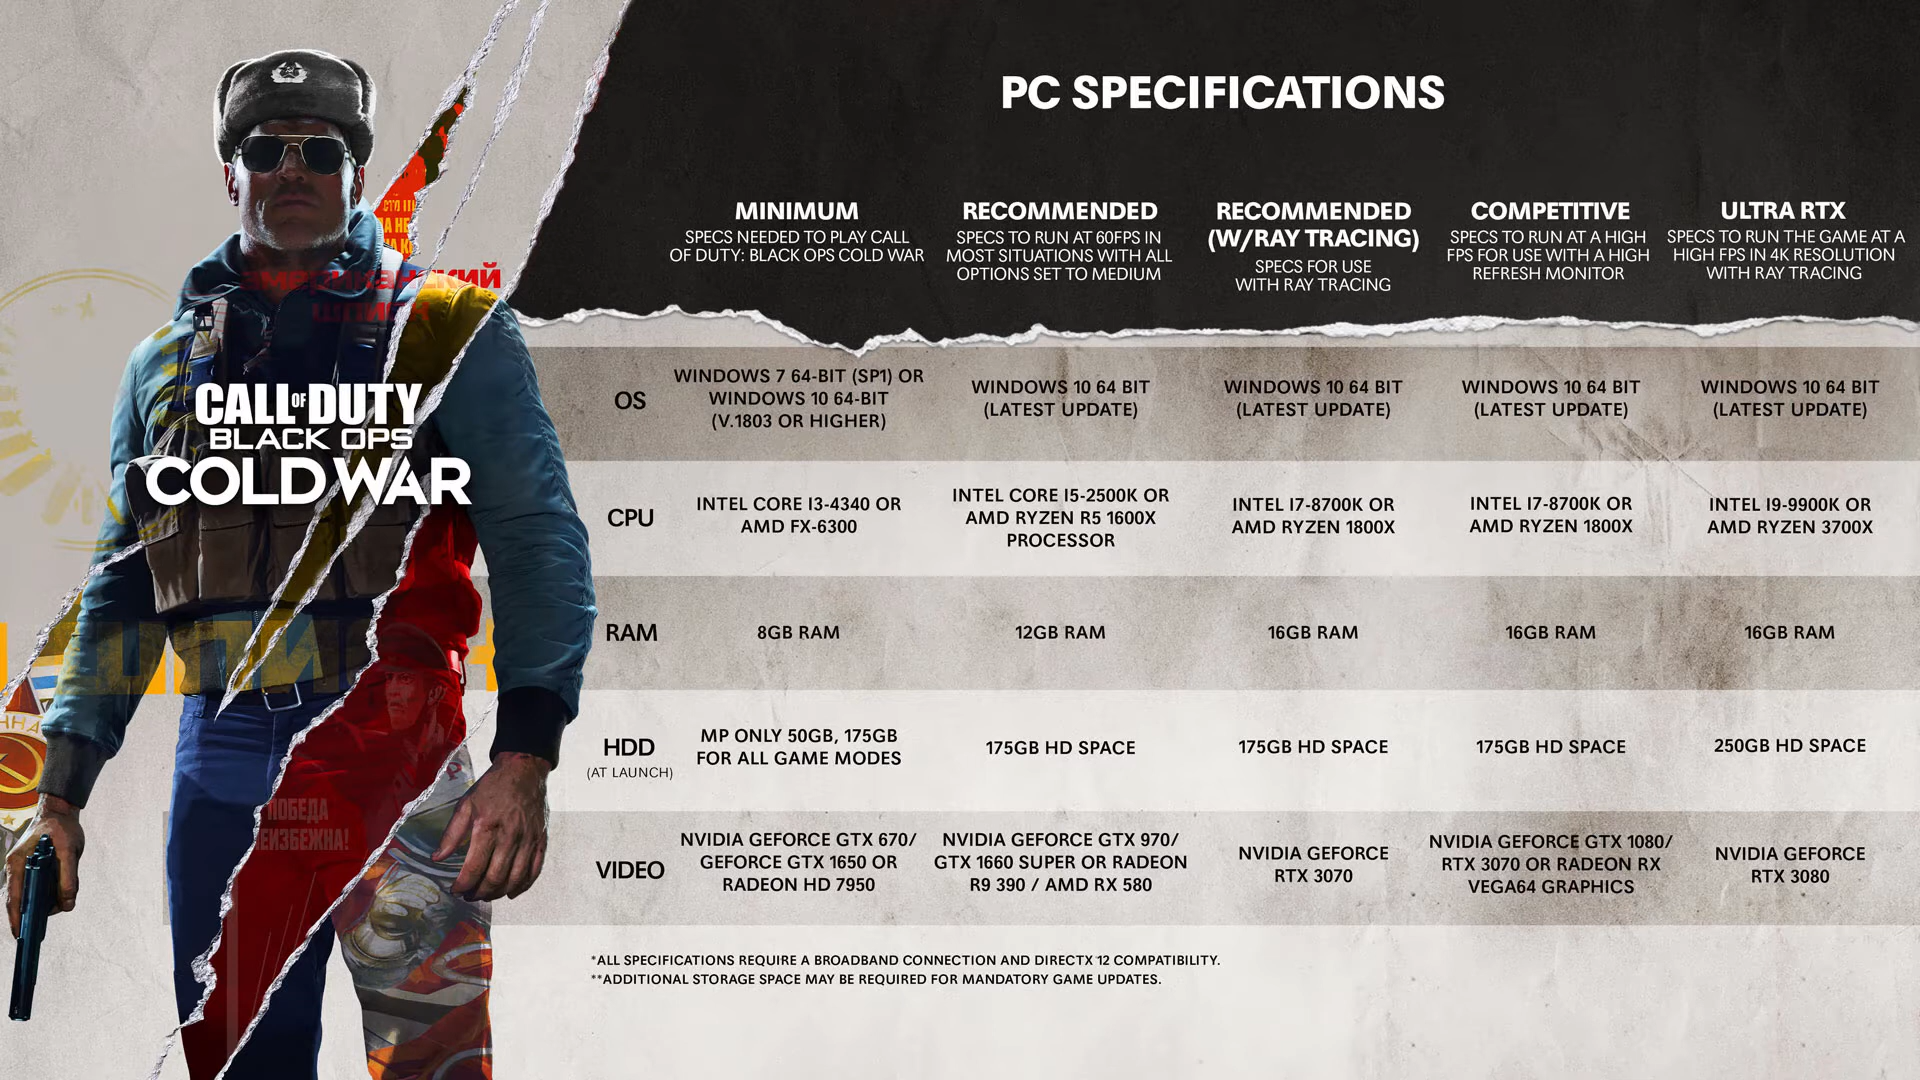 PC SPECIFICATIONS
MINIMUM
SPECS NEEDED TO PLAY CALL
OF DUTY: BLACK OPS COLD WAR
RECOMMENDED
SPECS TO RUN AT 60FPS IN
MOST SITUATIONS WITH ALL
OPTIONS SET TO MEDIUM
RECOMMENDED
(W/RAY TRACING)
SPECS FOR USE
WITH RAY TRACING
COMPETITIVE
SPECS TO RUN AT A HIGH
FPS FOR USE WITH A HIGH
REFRESH MONITOR
ULTRA RTX
SPECS TO RUN THE GAME AT A
HIGH FPS IN 4K RESOLUTION
WITH RAY TRACING
американский
шпион
CALL OF DUTY
BLACK OPS
COLD WAR
ПОБЕДА
НЕИЗБЕЖНА!
OS
WINDOWS 7 64-BIT (SP1) OR
WINDOWS 10 64-BIT
(V.1803 OR HIGHER)
WINDOWS 10 64 BIT
(LATEST UPDATE)
WINDOWS 10 64 BIT
(LATEST UPDATE)
WINDOWS 10 64 BIT
(LATEST UPDATE)
WINDOWS 10 64 BIT
(LATEST UPDATE)
CPU
INTEL CORE I3-4340 OR
AMD FX-6300
INTEL CORE I5-2500K OR
AMD RYZEN R5 1600X
PROCESSOR
INTEL I7-8700K OR
AMD RYZEN 1800X
INTEL I7-8700K OR
AMD RYZEN 1800X
INTEL I9-9900K OR
AMD RYZEN 3700X
RAM
8GB RAM
12GB RAM
16GB RAM
16GB RAM
16GB RAM
HDD
(AT LAUNCH)
MP ONLY 50GB, 175GB
FOR ALL GAME MODES
175GB HD SPACE
175GB HD SPACE
175GB HD SPACE
250GB HD SPACE
VIDEO
NVIDIA GEFORCE GTX 670/
GEFORCE GTX 1650 OR
RADEON HD 7950
NVIDIA GEFORCE GTX 970/
GTX 1660 SUPER OR RADEON
R9 390 / AMD RX 580
NVIDIA GEFORCE
RTX 3070
NVIDIA GEFORCE GTX 1080/
RTX 3070 OR RADEON RX
VEGA64 GRAPHICS
NVIDIA GEFORCE
RTX 3080
*ALL SPECIFICATIONS REQUIRE A BROADBAND CONNECTION AND DIRECTX 12 COMPATIBILITY.
**ADDITIONAL STORAGE SPACE MAY BE REQUIRED FOR MANDATORY GAME UPDATES.